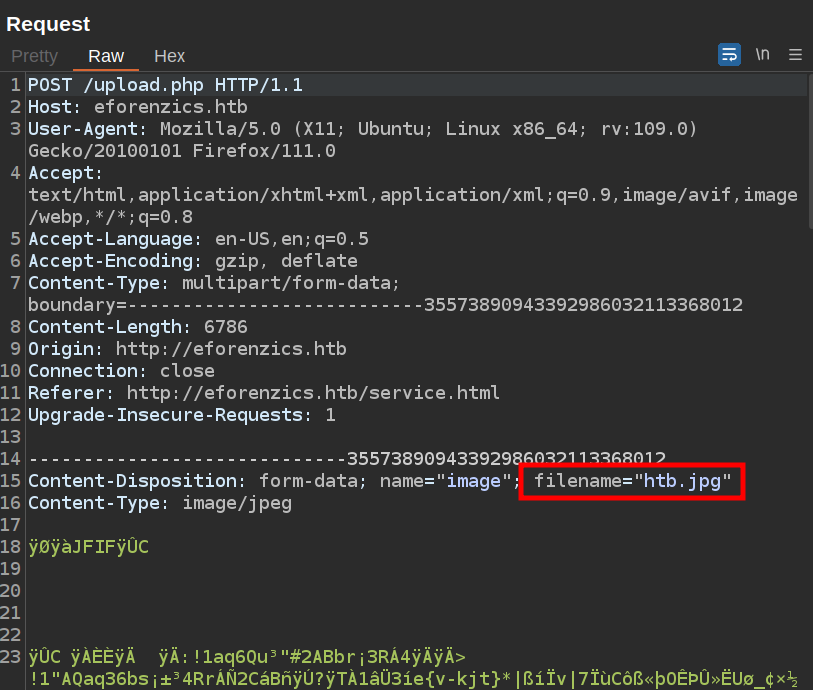 Request
Pretty Raw Hex
\n
1 POST /upload.php HTTP/1.1
2 Host: eforenzics.htb
3 User-Agent: Mozilla/5.0 (X11; Ubuntu; Linux x86_64; rv:109.0)
Gecko/20100101 Firefox/111.0
4 Accept:
text/html,application/xhtml+xml,application/xml;q=0.9,image/avif,image
/webp,*/*;q=0.8
5 Accept-Language: en-US,en;q=0.5
6 Accept-Encoding: gzip, deflate
7 Content-Type: multipart/form-data;
boundary=---------------------------355738909433929860321133​68012
8 Content-Length: 6786
9 Origin: http://eforenzics.htb
10 Connection: close
11 Referer: http://eforenzics.htb/service.html
12 Upgrade-Insecure-Requests: 1
13
14 -----------------------------35573890943392986032113368012
15 Content-Disposition: form-data; name="image"; filename="htb.jpg"
16 Content-Type: image/jpeg
17
18 ÿØÿàJFIFÿÛC
19
20
21
22
23 ÿÛC ÿÀÈÈÿÄ ÿÄ:!1aq6Qu³"#2ABbr¡3RÁ4ÿÄÿÄ>
!1"AQaq36bs¡±³4RrÁÑ2CáBñÿÚ?ÿTÀ1âÜ3íe{v-kjt}*|ßíÏv|7ÏùCôß«þOÊÞÛ»ËUø_¢×½